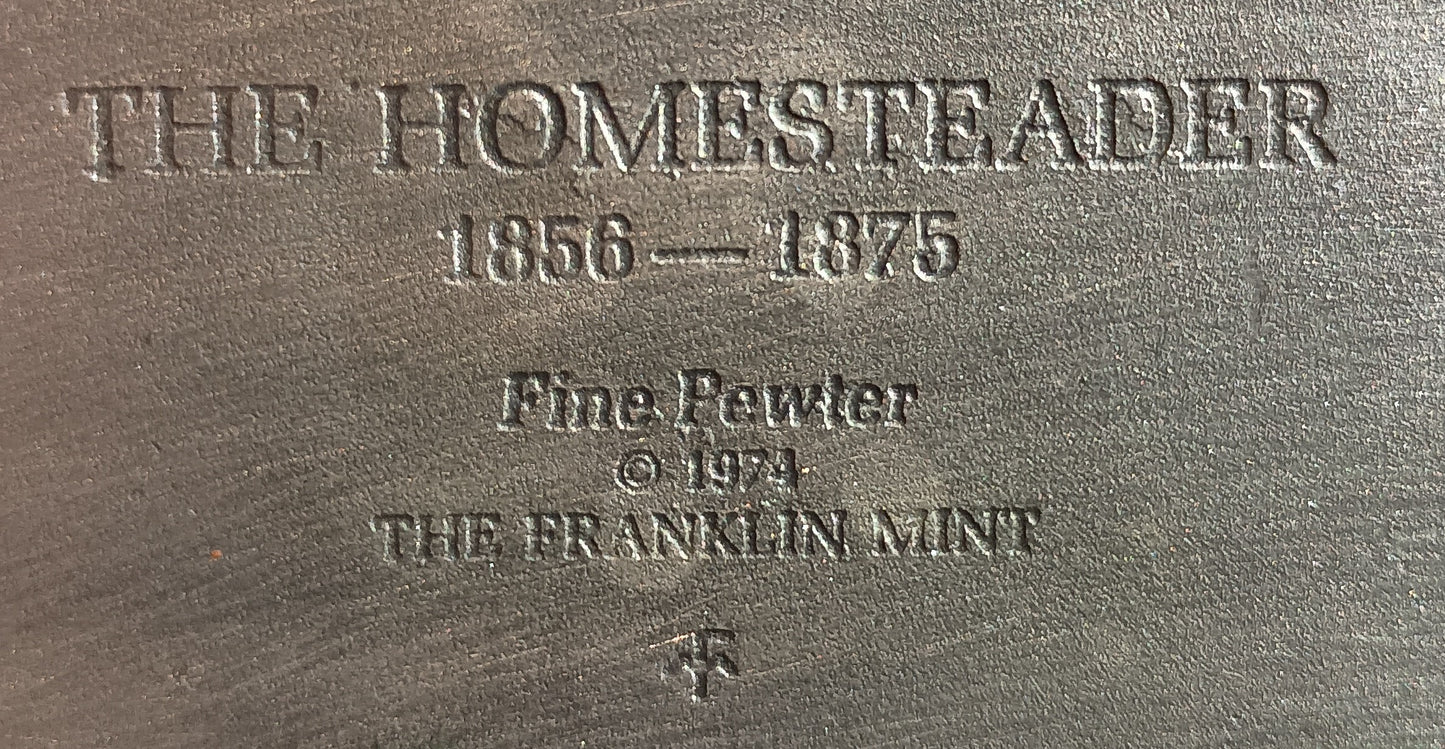 THE HOMESTEADER
1856 — 1875
Fine Pewter
© 1974
THE FRANKLIN MINT